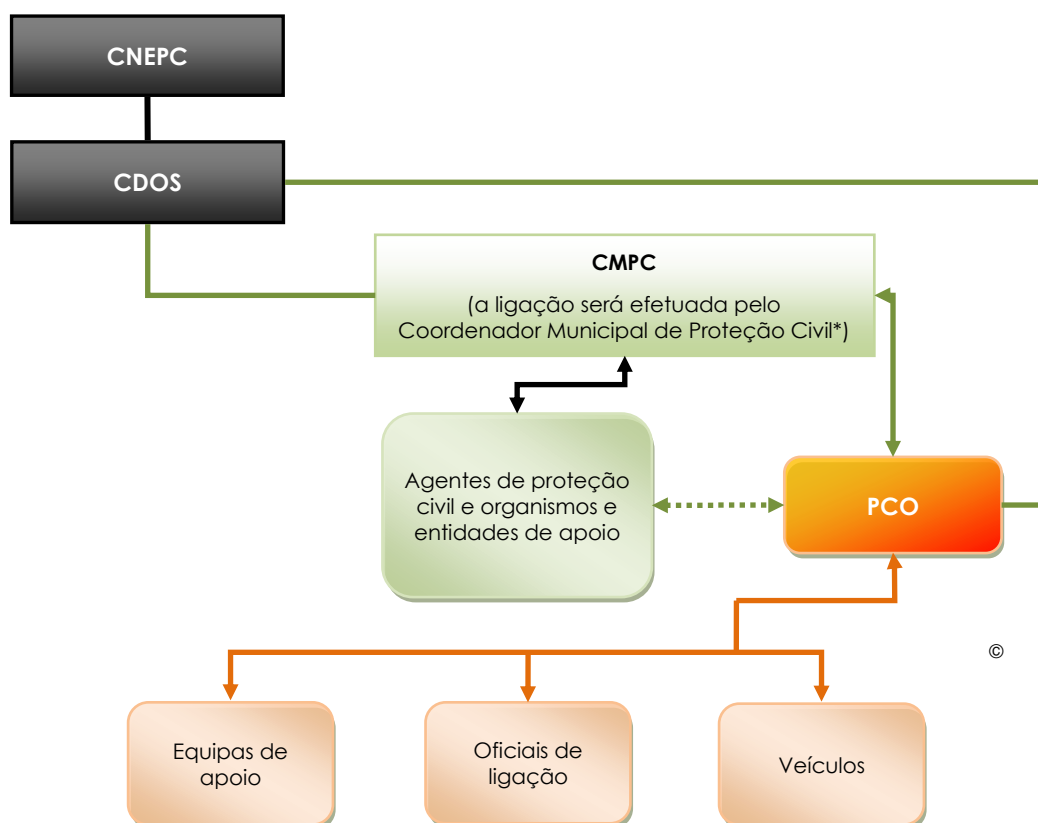 CNEPC
CDOS
CMPC
(a ligação será efetuada pelo
Coordenador Municipal de Proteção Civil*)
Agentes de proteção
civil e organismos e
entidades de apoio
PCO
©
Equipas de
apoio
Oficiais de
ligação
Veículos